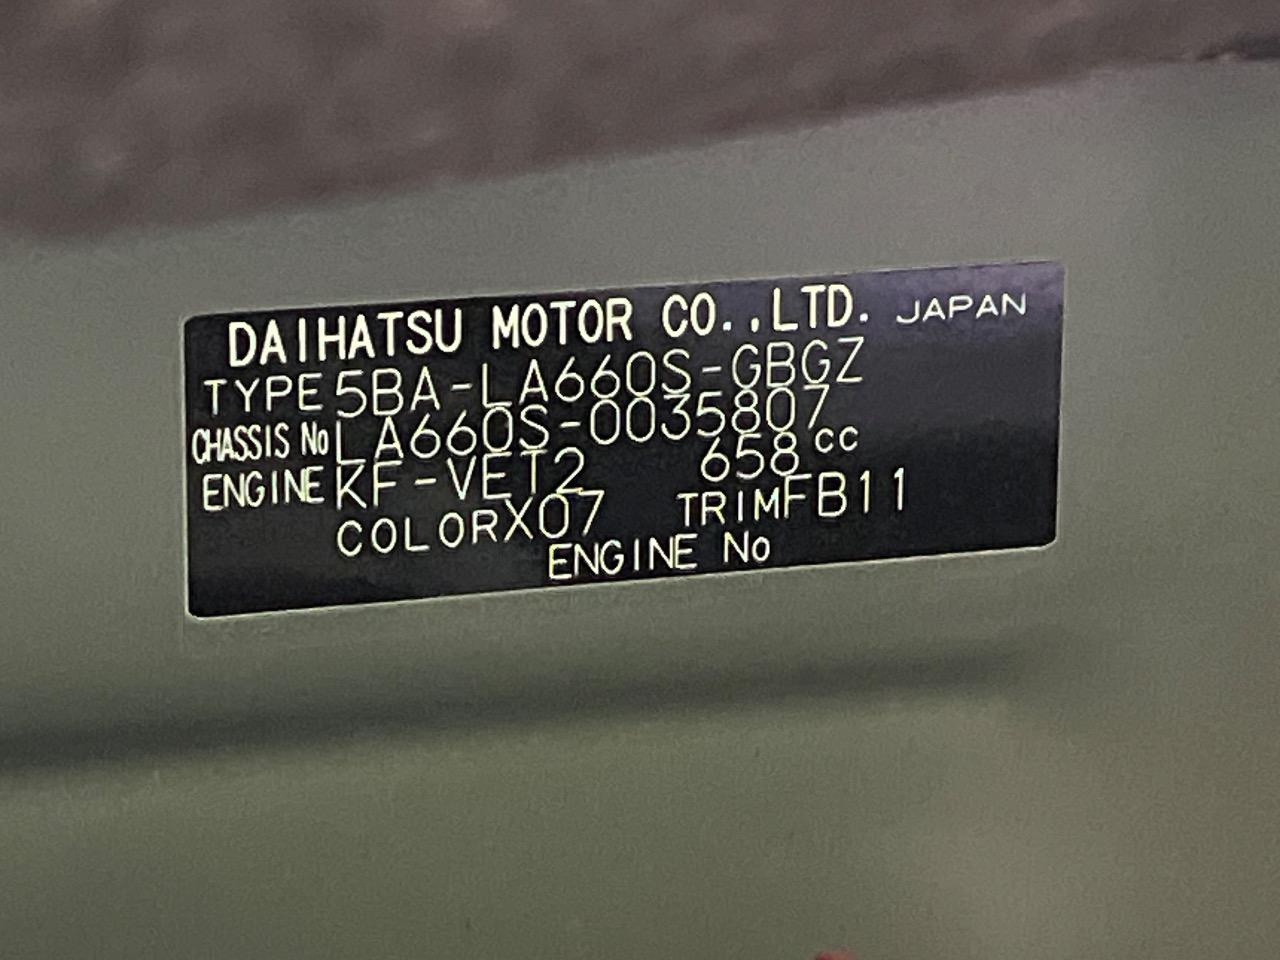 DAIHATSU MOTOR CO.,LTD. JAPAN
TYPE 5BA-LA660S-GBGZ
CHASSIS No LA660S-0035807
ENGINE KF-VET2 658cc
COLOR X07 TRIM FB11
ENGINE No